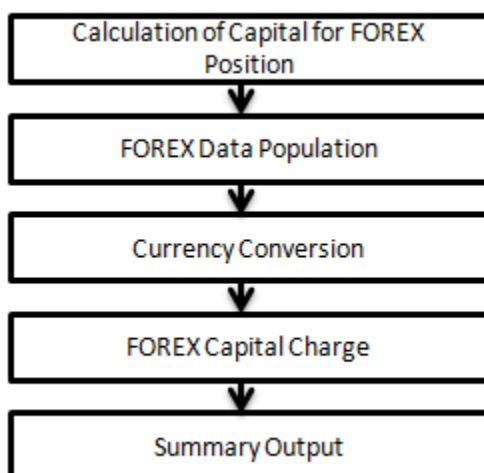 Calculation of Capital for FOREX
Position
FOREX Data Population
Currency Conversion
FOREX Capital Charge
Summary Output